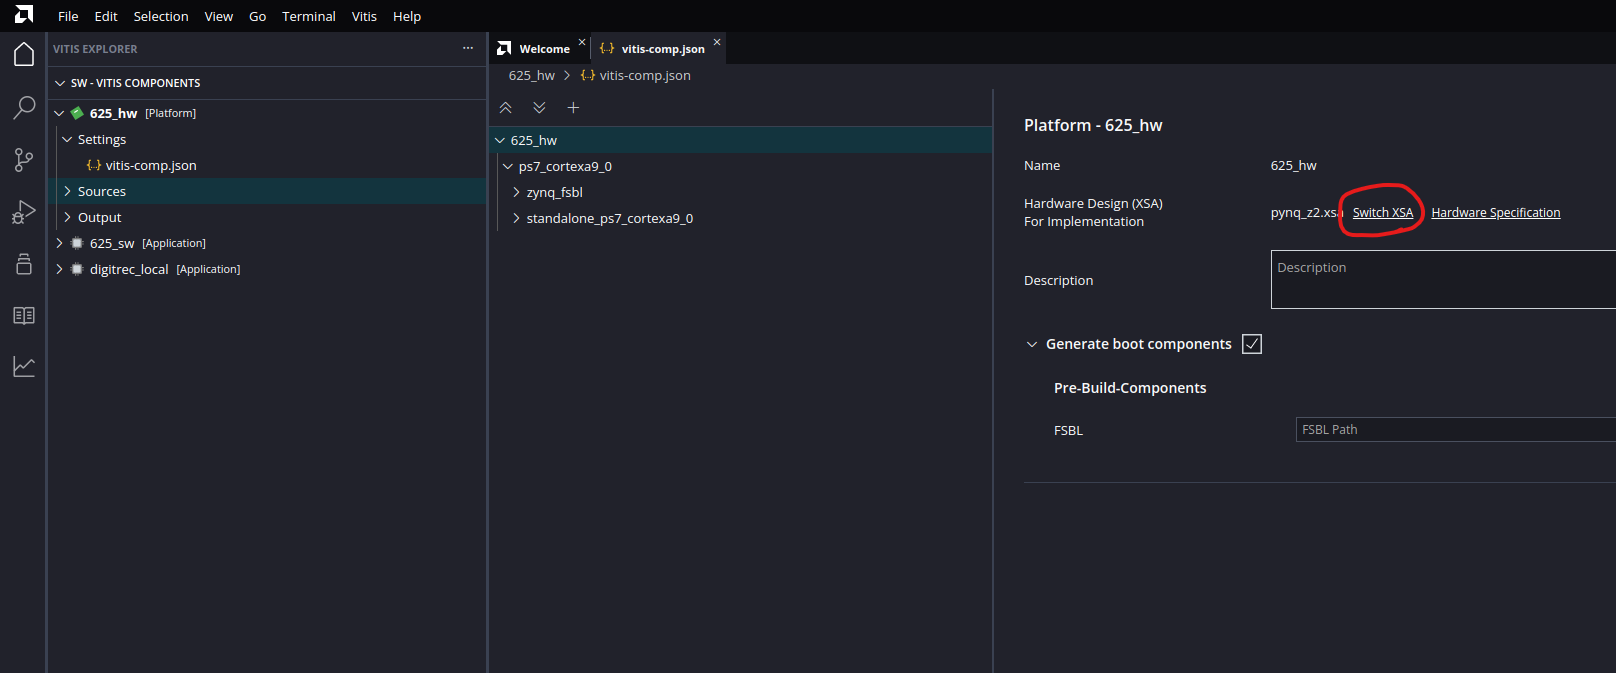 File Edit Selection View Go Terminal Vitis Help
VITIS EXPLORER
SW - VITIS COMPONENTS
625_hw [Platform]
Settings
{..} vitis-comp.json
Sources
Output
625_sw [Application]
digitrec_local [Application]
Welcome
{..} vitis-comp.json
625_hw > {..} vitis-comp.json
625_hw
ps7_cortexa9_0
zynq_fsbl
standalone_ps7_cortexa9_0
Platform - 625_hw
Name 625_hw
Hardware Design (XSA)
For Implementation
pynq_z2.xsa Switch XSA Hardware Specification
Description
Description
Generate boot components
Pre-Build-Components
FSBL
FSBL Path